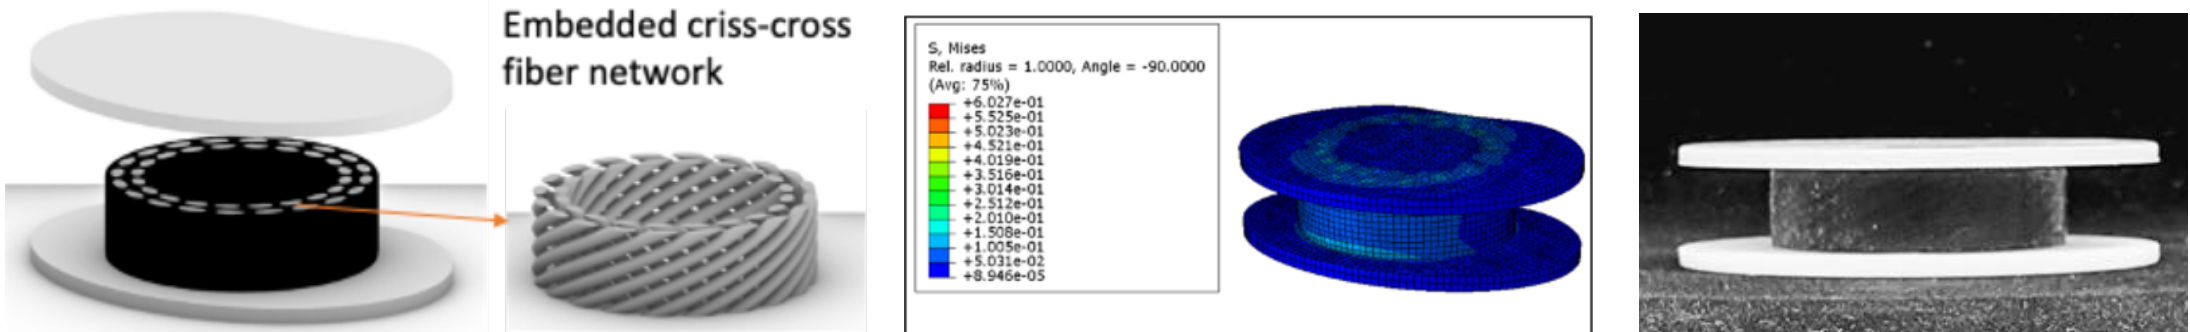 Embedded criss-cross
fiber network
S, Mises
Rel. radius = 1.0000, Angle = -90.0000
(Avg: 75%)
+6.027e-01
+5.525e-01
+5.023e-01
+4.521e-01
+4.019e-01
+3.516e-01
+3.014e-01
+2.512e-01
+2.010e-01
+1.508e-01
+1.005e-01
+5.031e-02
+8.946e-05